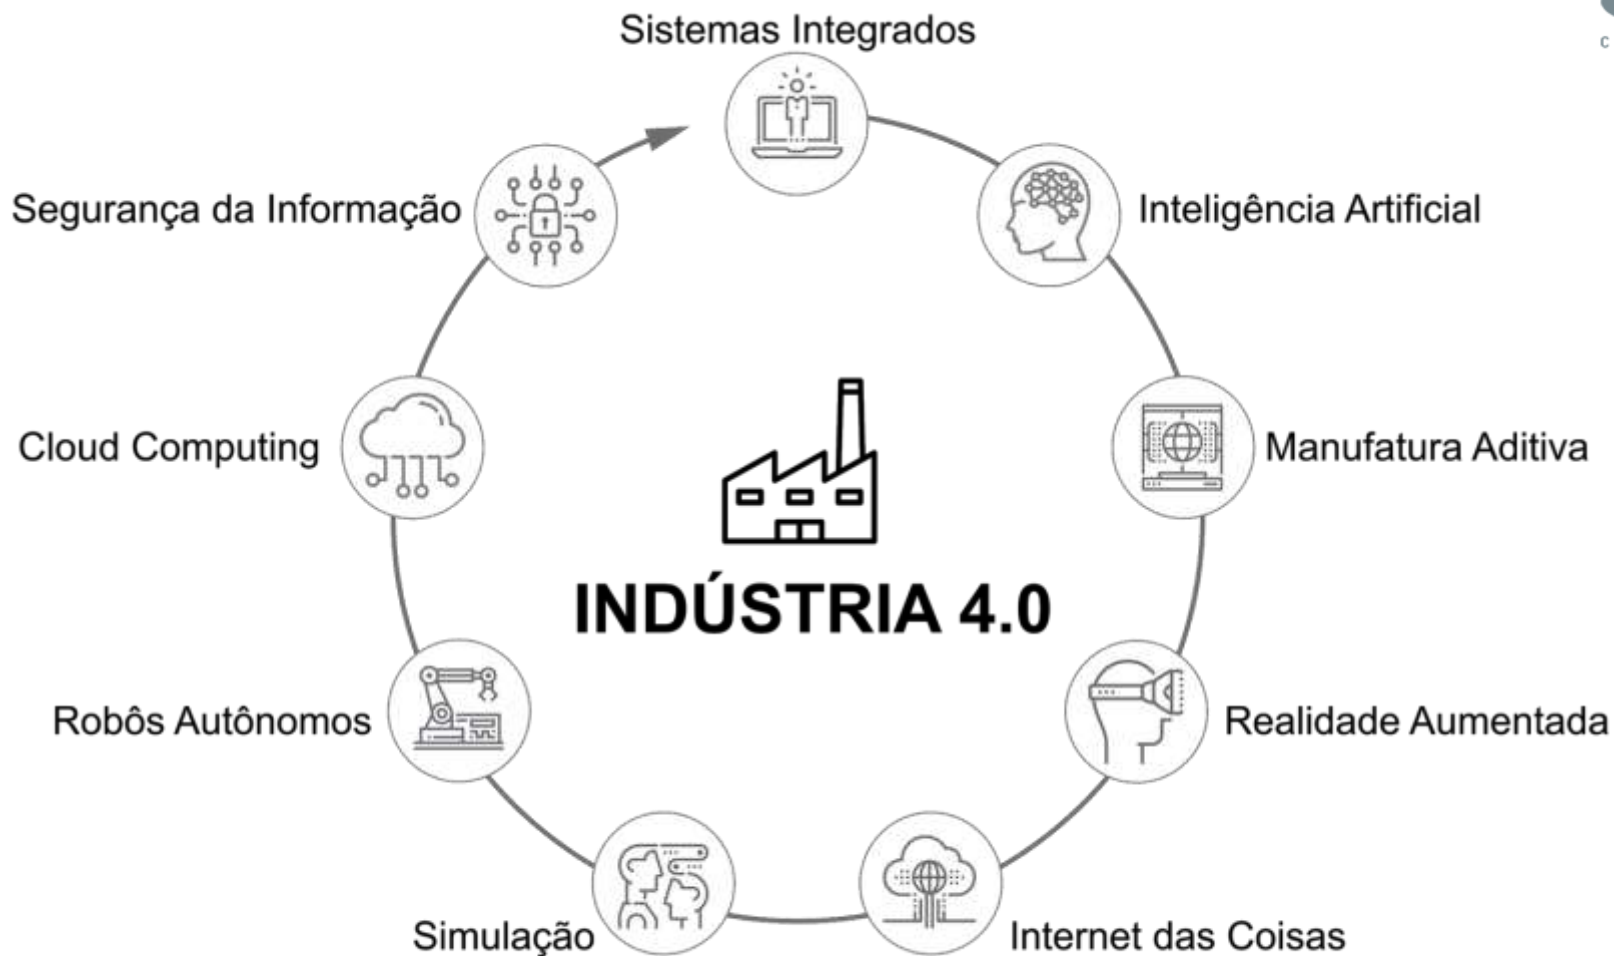 Sistemas Integrados
Segurança da Informação
Inteligência Artificial
Cloud Computing
Manufatura Aditiva
INDÚSTRIA 4.0
Robôs Autônomos
Realidade Aumentada
Simulação
Internet das Coisas